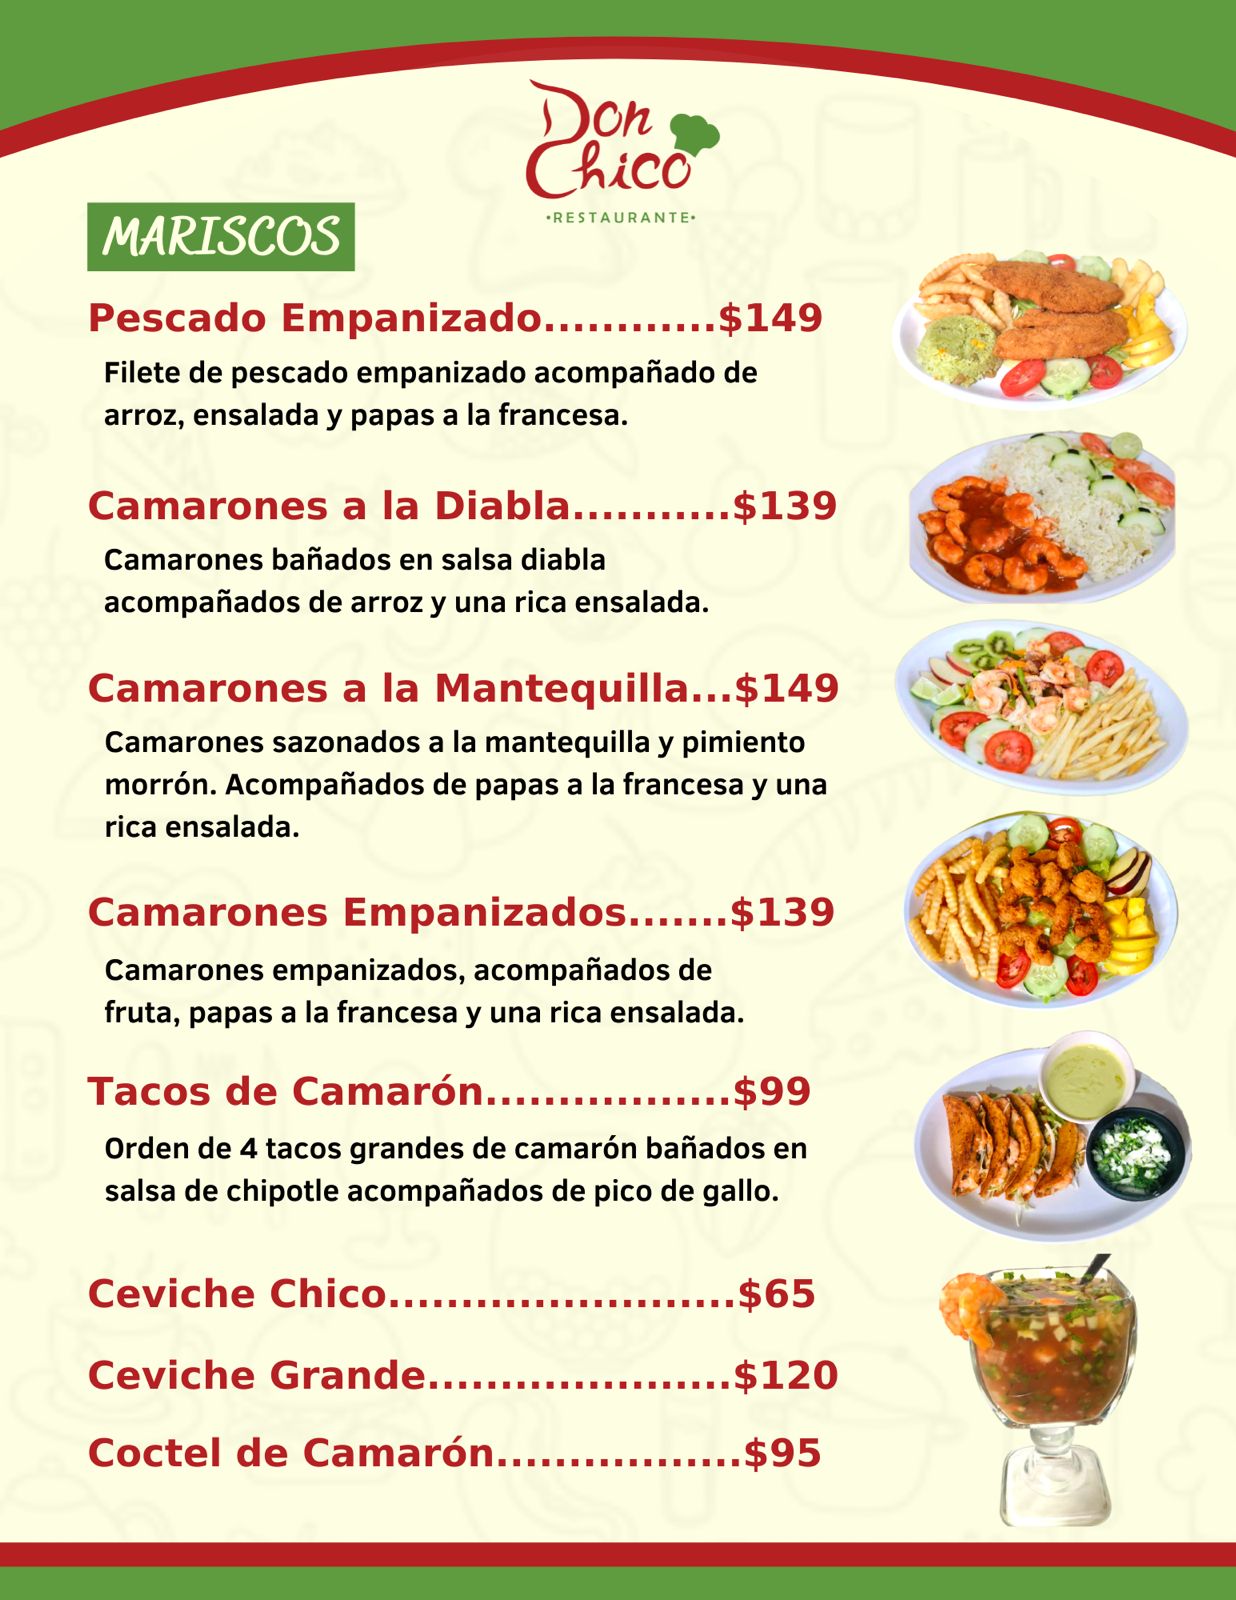 Don
Chico
•RESTAURANTE•
MARISCOS
Pescado Empanizado............$149
Filete de pescado empanizado acompañado de
arroz, ensalada y papas a la francesa.
Camarones a la Diabla...........$139
Camarones bañados en salsa diabla
acompañados de arroz y una rica ensalada.
Camarones a la Mantequilla...$149
Camarones sazonados a la mantequilla y pimiento
morrón. Acompañados de papas a la francesa y una
rica ensalada.
Camarones Empanizados.......$139
Camarones empanizados, acompañados de
fruta, papas a la francesa y una rica ensalada.
Tacos de Camarón.................$99
Orden de 4 tacos grandes de camarón bañados en
salsa de chipotle acompañados de pico de gallo.
Ceviche Chico........................$65
Ceviche Grande.....................$120
Coctel de Camarón.................$95